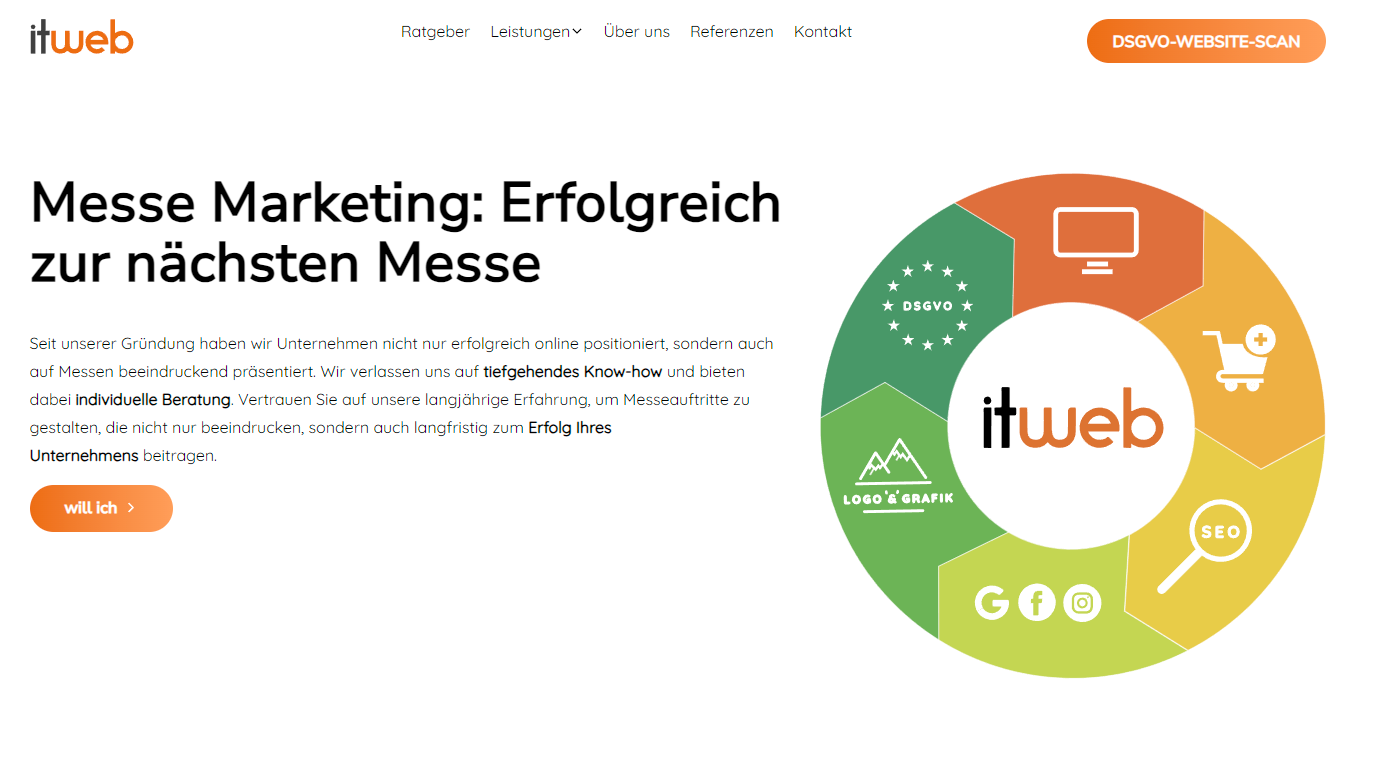 itweb
Ratgeber Leistungen Über uns Referenzen Kontakt
DSGVO-WEBSITE-SCAN
Messe Marketing: Erfolgreich
zur nächsten Messe
Seit unserer Gründung haben wir Unternehmen nicht nur erfolgreich online positioniert, sondern auch
auf Messen beeindruckend präsentiert. Wir verlassen uns auf tiefgehendes Know-how und bieten
dabei individuelle Beratung. Vertrauen Sie auf unsere langjährige Erfahrung, um Messeauftritte zu
gestalten, die nicht nur beeindrucken, sondern auch langfristig zum Erfolg Ihres
Unternehmens beitragen.
will ich
DSGVO
itweb
LOGO '&' GRAFIK
SEO
G f